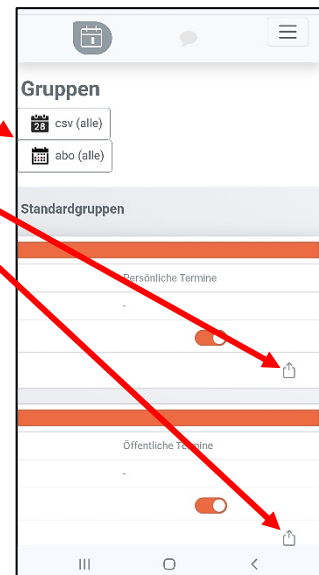 Gruppen
28 csv (alle)
abo (alle)
Standardgruppen
Persönliche Termine
-
Öffentliche Termine
-